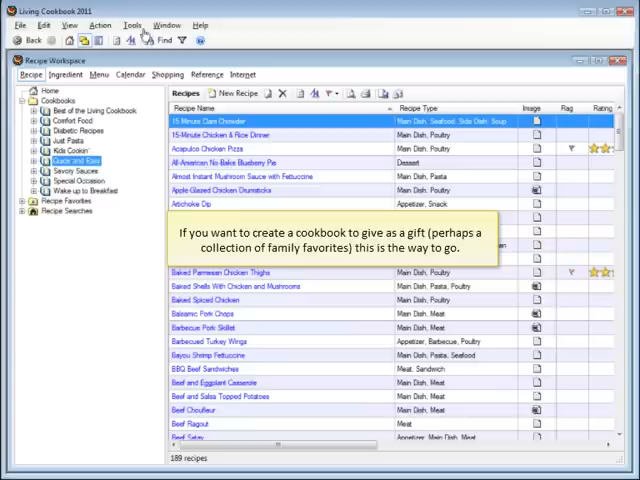 Living Cookbook 2011
File Edit View Action Tools Window Help
Back Find
Recipe Workspace
Recipe Ingredient Menu Calendar Shopping Reference Internet
Home
Cookbooks
Best of the Living Cookbook
Comfort Food
Diabetic Recipes
Just Pasta
Kids Cookin'
Quick and Easy
Savory Sauces
Special Occasion
Wake up to Breakfast
Recipe Favorites
Recipe Searches
Recipes New Recipe
Recipe Name Recipe Type Image Flag Rating
15-Minute Clam Chowder Main Dish, Seafood, Side Dish, Soup
15-Minute Chicken & Rice Dinner Main Dish, Poultry
Acapulco Chicken Pizza Main Dish, Poultry
All-American No-Bake Blueberry Pie Dessert
Almost Instant Mushroom Sauce with Fettuccine Main Dish, Pasta
Apple-Glazed Chicken Drumsticks Main Dish, Poultry
Artichoke Dip Appetizer, Snack
If you want to create a cookbook to give as a gift (perhaps a
collection of family favorites) this is the way to go.
Baked Parmesan Chicken Thighs Main Dish, Poultry
Baked Shells With Chicken and Mushrooms Main Dish, Pasta, Poultry
Baked Spiced Chicken Main Dish, Poultry
Balsamic Pork Chops Main Dish, Meat
Barbecue Pork Skillet Main Dish, Meat
Barbecued Turkey Wings Appetizer, Barbecue, Poultry
Bayou Shrimp Fettuccine Main Dish, Pasta, Seafood
BBQ Beef Sandwiches Meat, Sandwich
Beef and Eggplant Casserole Main Dish, Meat
Beef and Salsa Topped Potatoes Main Dish, Meat
Beef Choufleur Main Dish, Meat
Beef Ragout Meat
Beef Satay Appetizer, Main Dish, Meat
189 recipes